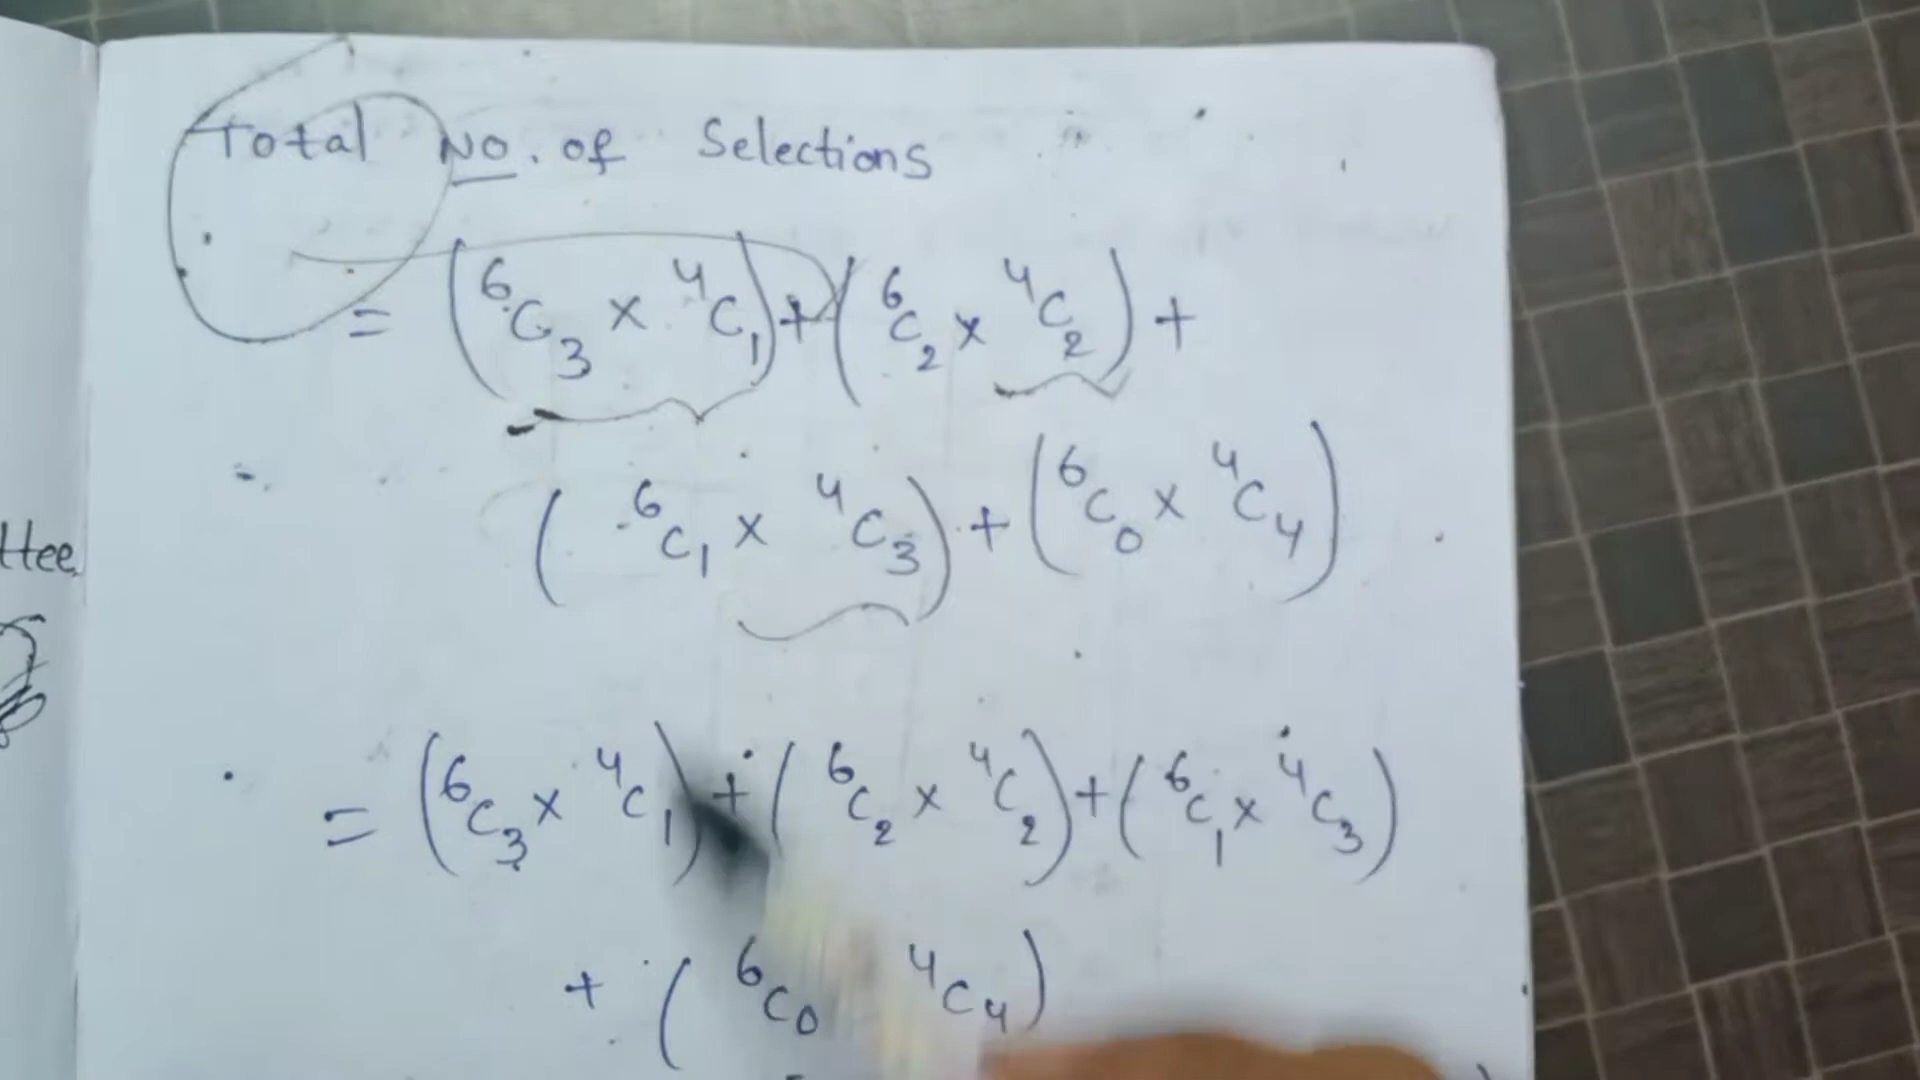 Total NO. of Selections
= (⁶C₃ × ⁴C₁) + (⁶C₂ × ⁴C₂) +
(⁶C₁ × ⁴C₃) + (⁶C₀ × ⁴C₄)
ttee.
= (⁶C₃ × ⁴C₁) + (⁶C₂ × ⁴C₂) + (⁶C₁ × ⁴C₃)
+ (⁶C₀ ⁴C₄)